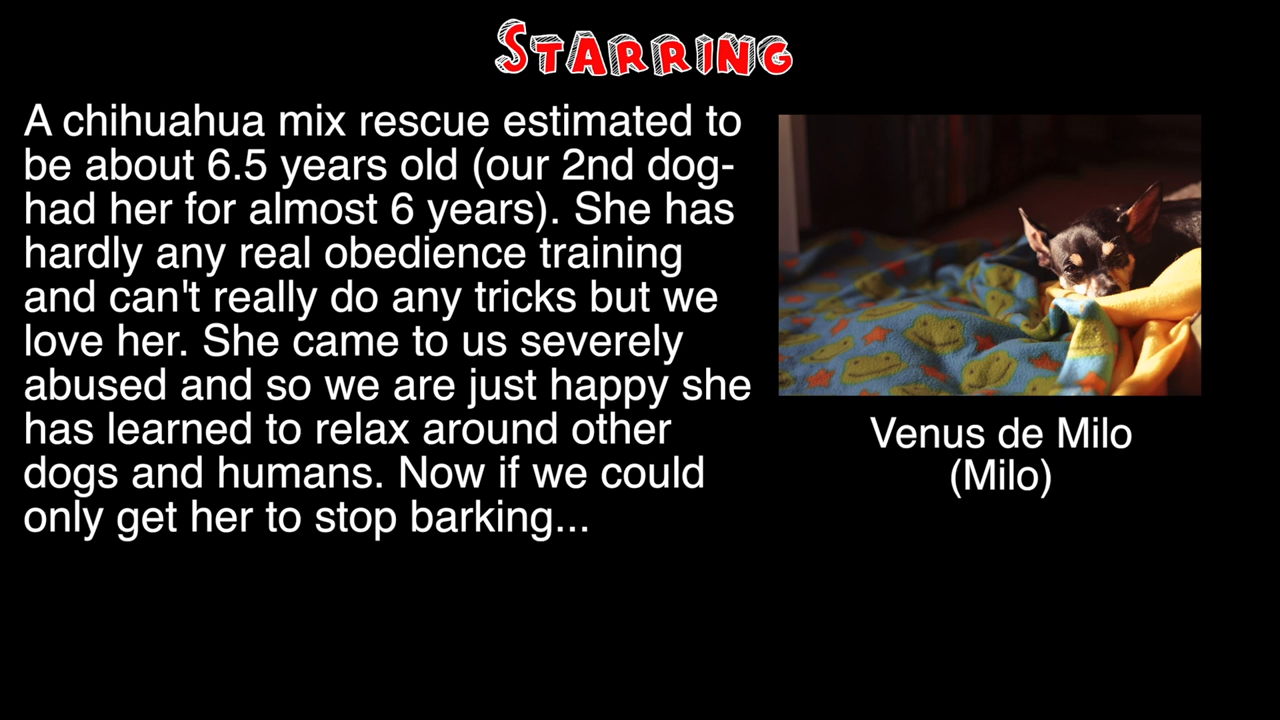 STARRING
A chihuahua mix rescue estimated to
be about 6.5 years old (our 2nd dog-
had her for almost 6 years). She has
hardly any real obedience training
and can't really do any tricks but we
love her. She came to us severely
abused and so we are just happy she
has learned to relax around other
dogs and humans. Now if we could
only get her to stop barking...
Venus de Milo
(Milo)